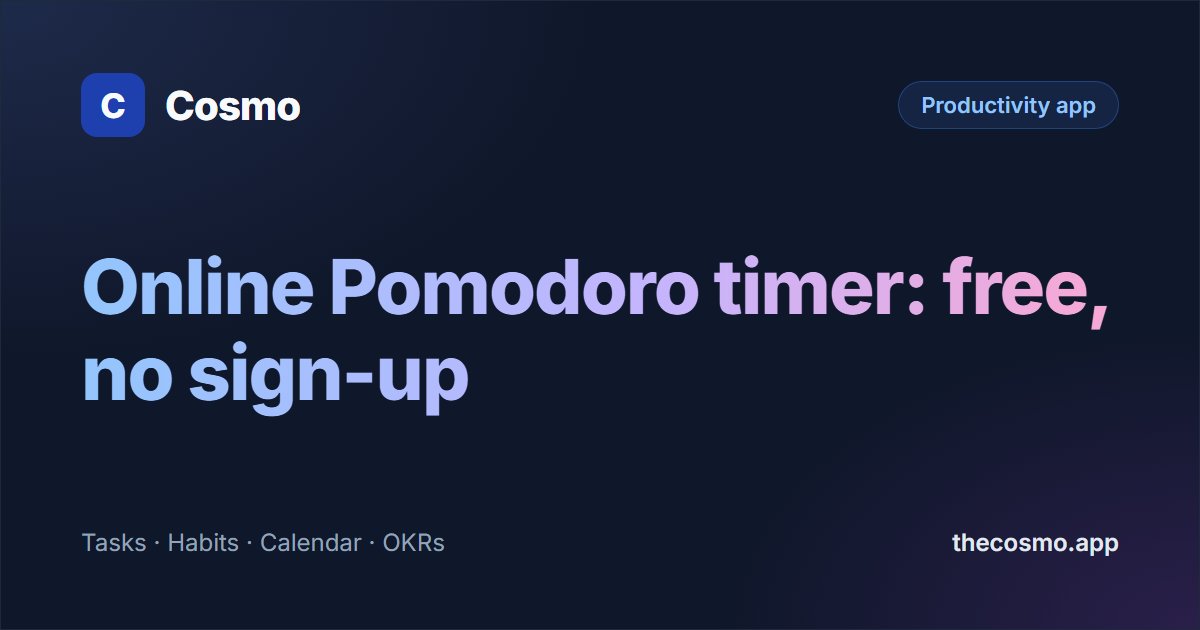 C
Cosmo
Productivity app
Online Pomodoro timer: free,
no sign-up
Tasks · Habits · Calendar · OKRs
thecosmo.app